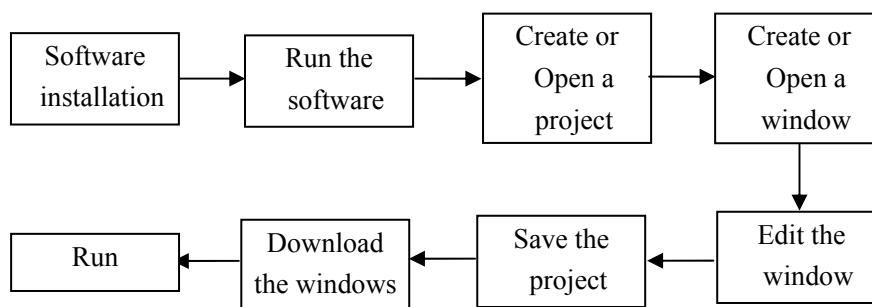 Software
installation
Run the
software
Create or
Open a
project
Create or
Open a
window
Edit the
window
Save the
project
Download
the windows
Run